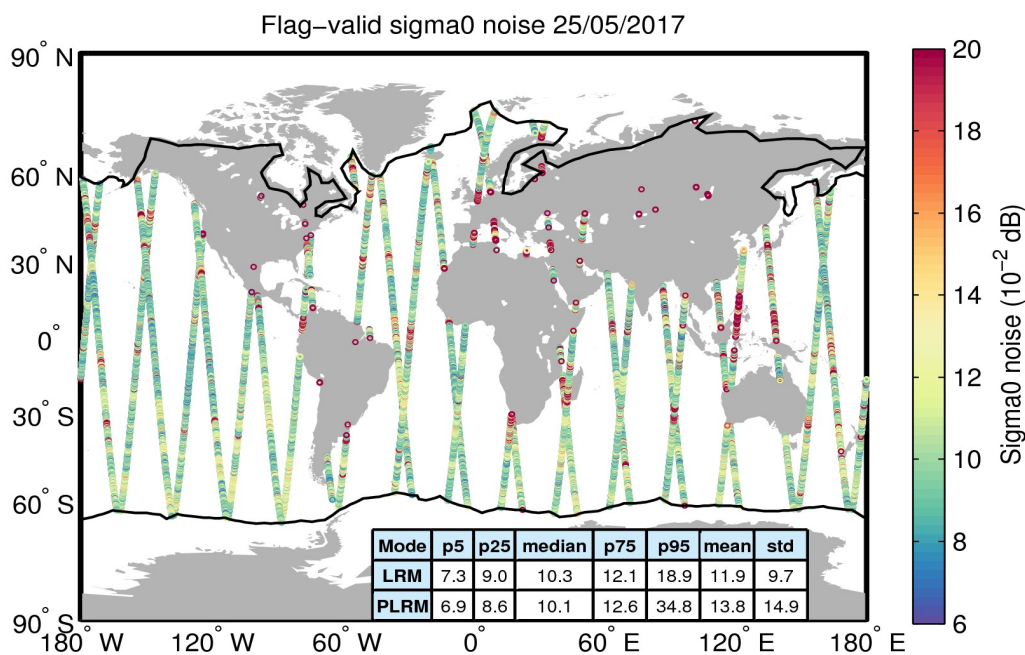 Flag−valid sigma0 noise 25/05/2017
90° N
60° N
30° N
0°
30° S
60° S
90° S
180° W
120° W
60° W
0°
60° E
120° E
180° E
Mode p5 p25 median p75 p95 mean std
LRM 7.3 9.0 10.3 12.1 18.9 11.9 9.7
PLRM 6.9 8.6 10.1 12.6 34.8 13.8 14.9
20
18
16
14
12
10
8
6
Sigma0 noise (10⁻² dB)